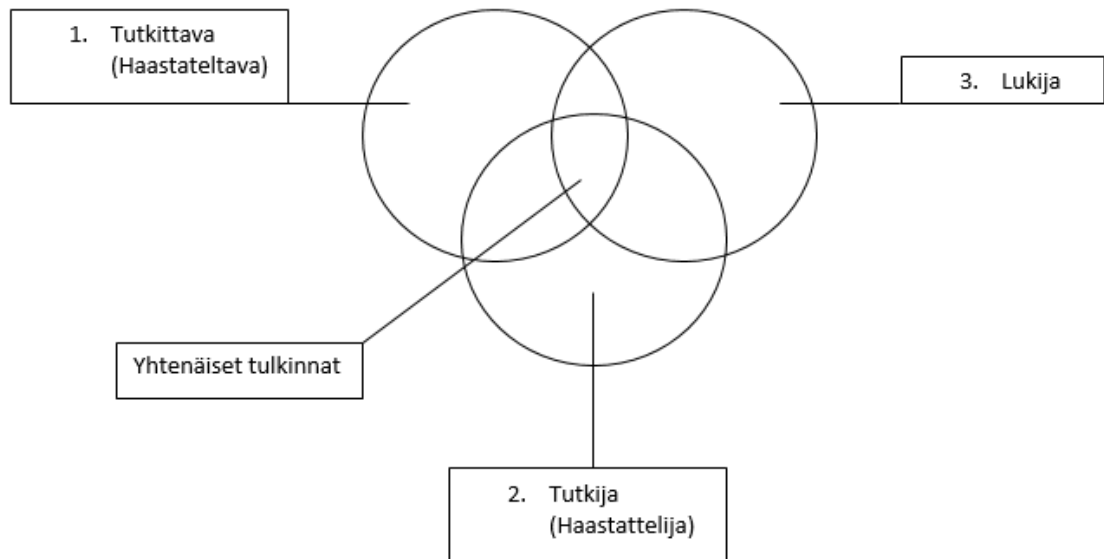 1. Tutkittava
(Haastateltava)
3. Lukija
Yhtenäiset tulkinnat
2. Tutkija
(Haastattelija)